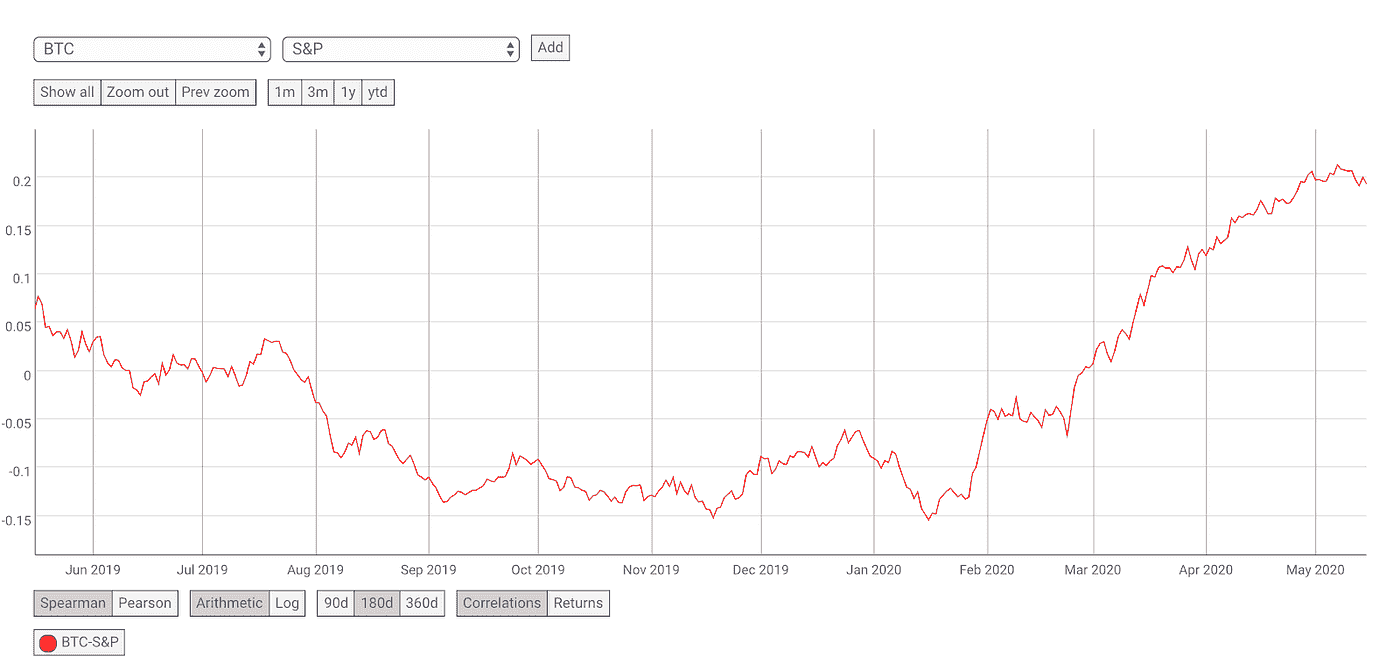 BTC S&P Add
Show all Zoom out Prev zoom 1m 3m 1y ytd
0.2
0.15
0.1
0.05
0
-0.05
-0.1
-0.15
Jun 2019 Jul 2019 Aug 2019 Sep 2019 Oct 2019 Nov 2019 Dec 2019 Jan 2020 Feb 2020 Mar 2020 Apr 2020 May 2020
Spearman Pearson Arithmetic Log 90d 180d 360d Correlations Returns
BTC-S&P